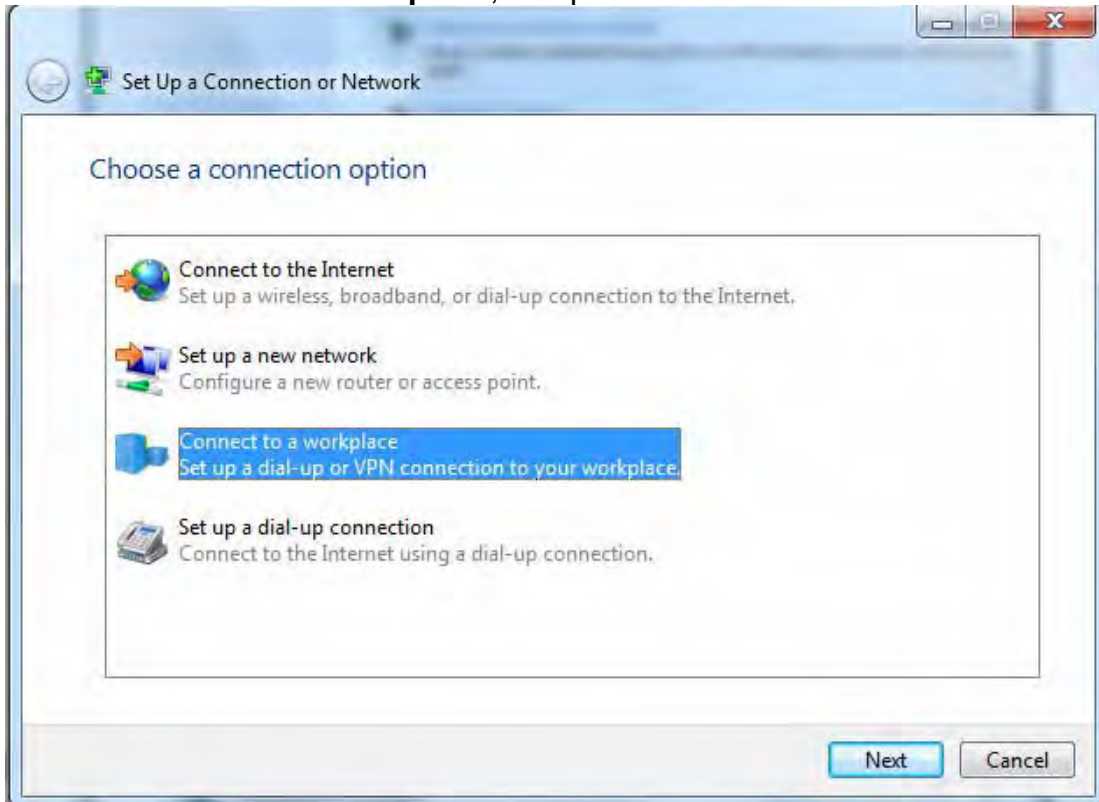 Set Up a Connection or Network
Choose a connection option
Connect to the Internet
Set up a wireless, broadband, or dial-up connection to the Internet.
Set up a new network
Configure a new router or access point.
Connect to a workplace
Set up a dial-up or VPN connection to your workplace.
Set up a dial-up connection
Connect to the Internet using a dial-up connection.
Next Cancel